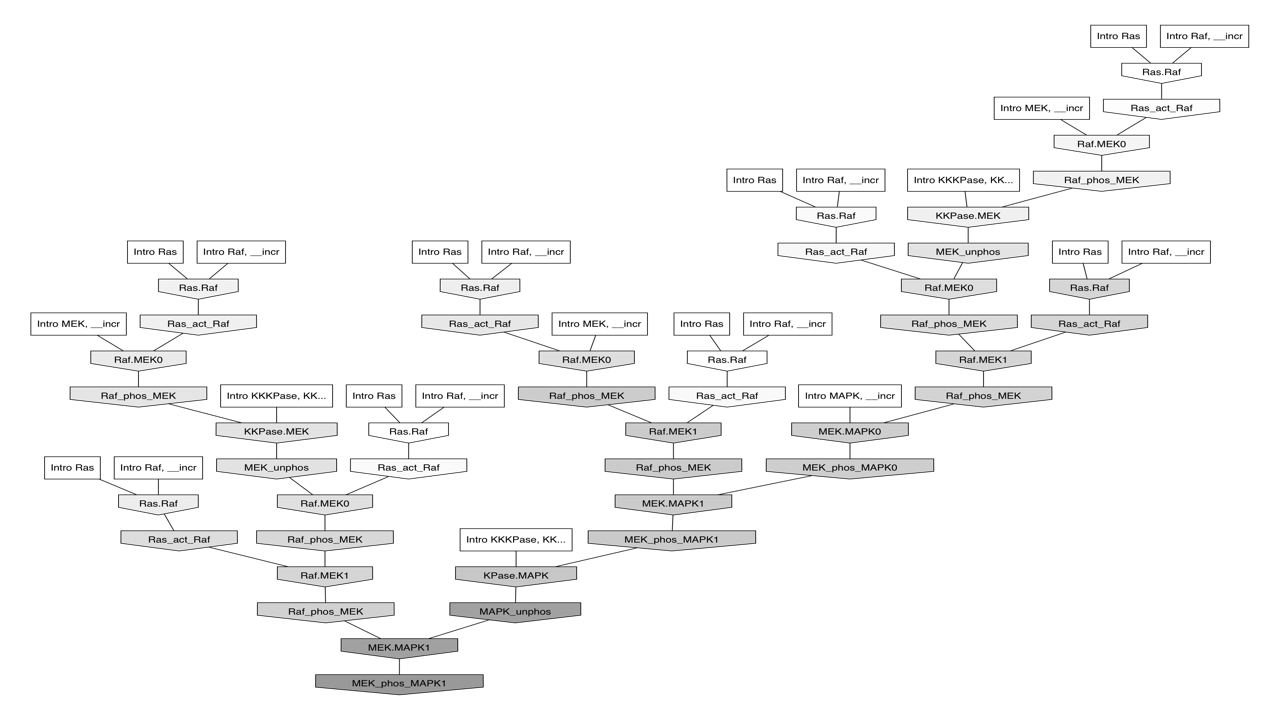 Intro Ras
Intro Raf, __incr
Ras.Raf
Intro MEK, __incr
Ras_act_Raf
Raf.MEK0
Intro Ras
Intro Raf, __incr
Intro KKKPase, KK...
Raf_phos_MEK
Ras.Raf
KKPase.MEK
Intro Ras
Intro Raf, __incr
Intro Ras
Intro Raf, __incr
Ras_act_Raf
MEK_unphos
Intro Ras
Intro Raf, __incr
Ras.Raf
Ras.Raf
Raf.MEK0
Ras.Raf
Intro MEK, __incr
Ras_act_Raf
Ras_act_Raf
Intro MEK, __incr
Intro Ras
Intro Raf, __incr
Raf_phos_MEK
Ras_act_Raf
Raf.MEK0
Raf.MEK0
Ras.Raf
Raf.MEK1
Raf_phos_MEK
Intro KKKPase, KK...
Intro Ras
Intro Raf, __incr
Raf_phos_MEK
Ras_act_Raf
Intro MAPK, __incr
Raf_phos_MEK
KKPase.MEK
Ras.Raf
Raf.MEK1
MEK.MAPK0
Intro Ras
Intro Raf, __incr
MEK_unphos
Ras_act_Raf
Raf_phos_MEK
MEK_phos_MAPK0
Ras.Raf
Raf.MEK0
MEK.MAPK1
Ras_act_Raf
Raf_phos_MEK
Intro KKKPase, KK...
MEK_phos_MAPK1
Raf.MEK1
KPase.MAPK
Raf_phos_MEK
MAPK_unphos
MEK.MAPK1
MEK_phos_MAPK1